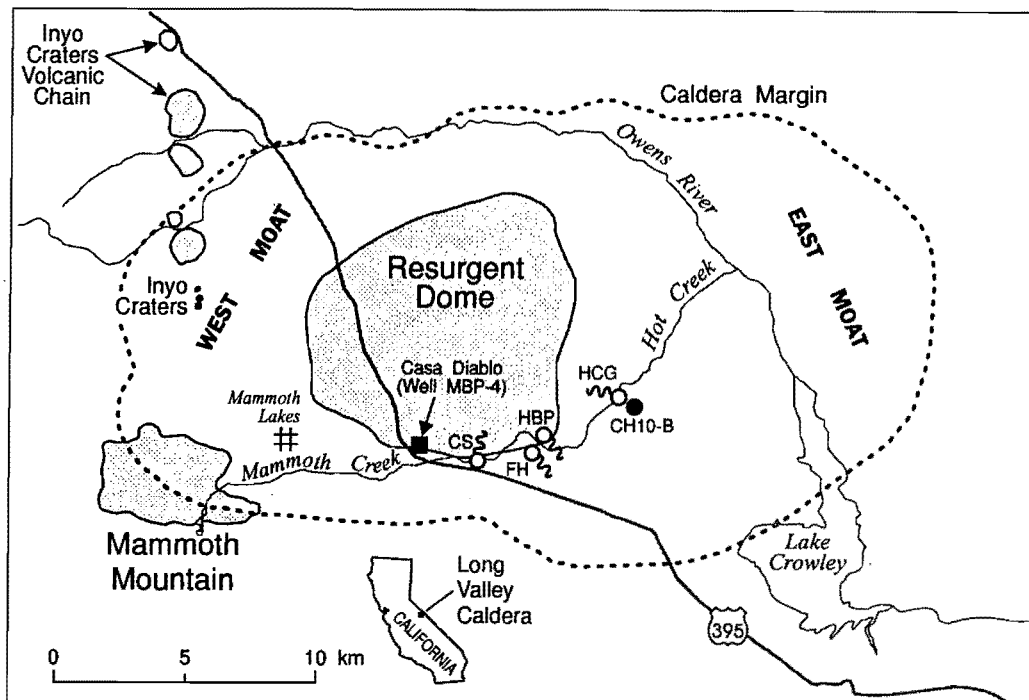 Inyo
Craters
Volcanic
Chain
Caldera Margin
Owens
River
WEST
MOAT
EAST
MOAT
Resurgent
Dome
Inyo
Craters
Hot Creek
Casa Diablo
(Well MBP-4)
HCG
CH10-B
Mammoth
Lakes
HBP
CS
FH
Mammoth Creek
Mammoth
Mountain
Lake
Crowley
Long
Valley
Caldera
CALIFORNIA
395
0 5 10 km